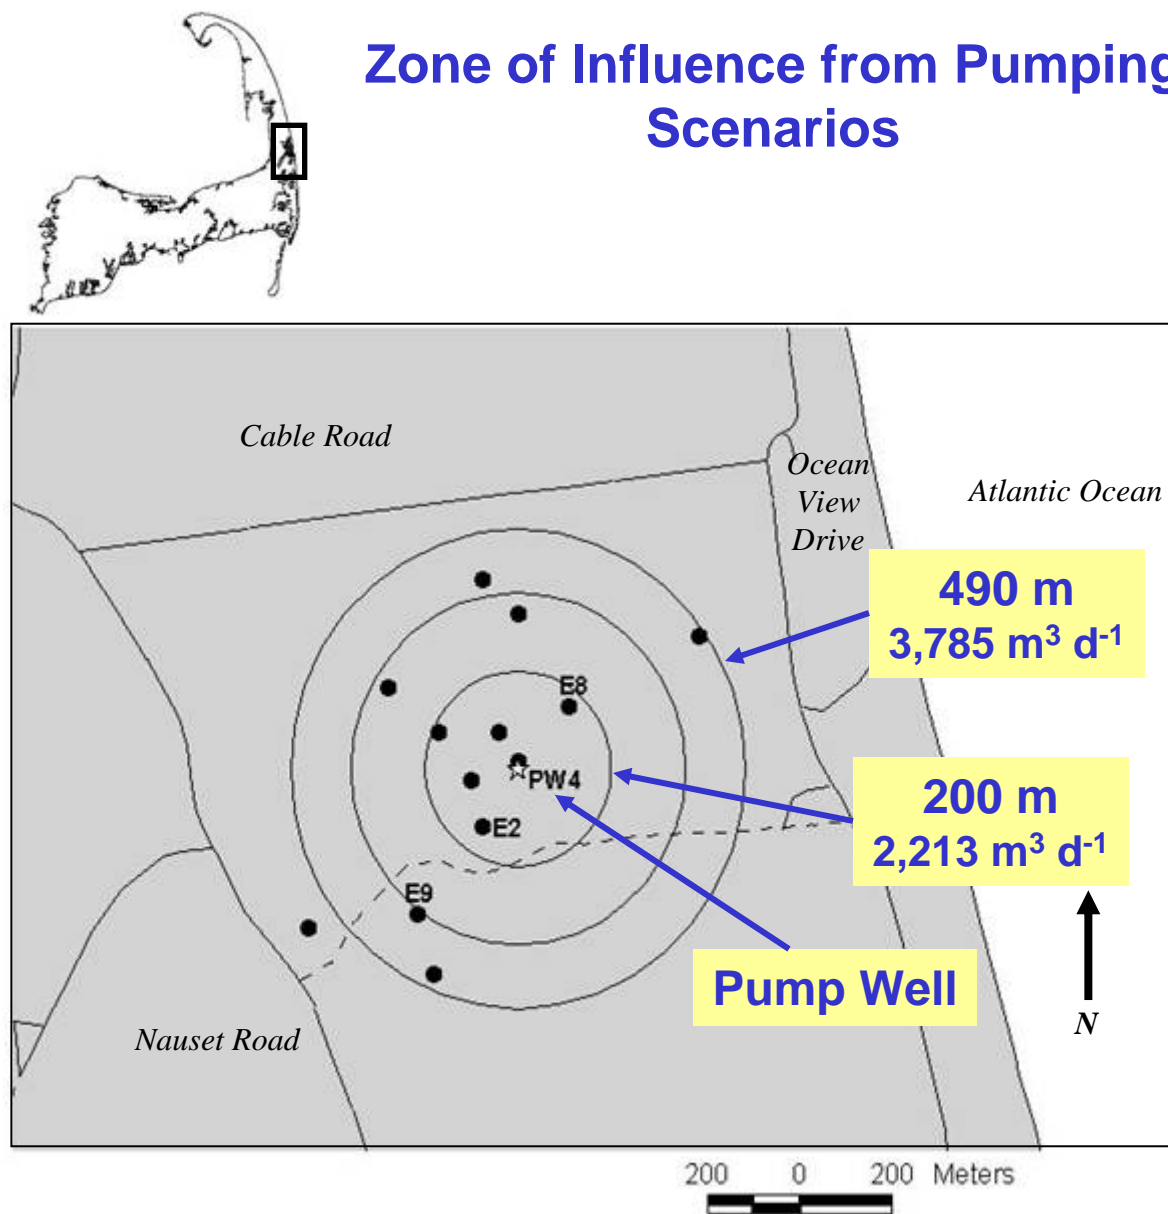 Zone of Influence from Pumping
Scenarios
Cable Road
Ocean
View
Drive
Atlantic Ocean
490 m
3,785 m³ d⁻¹
E8
PW4
200 m
2,213 m³ d⁻¹
E2
E9
Pump Well
Nauset Road
N
200 0 200 Meters